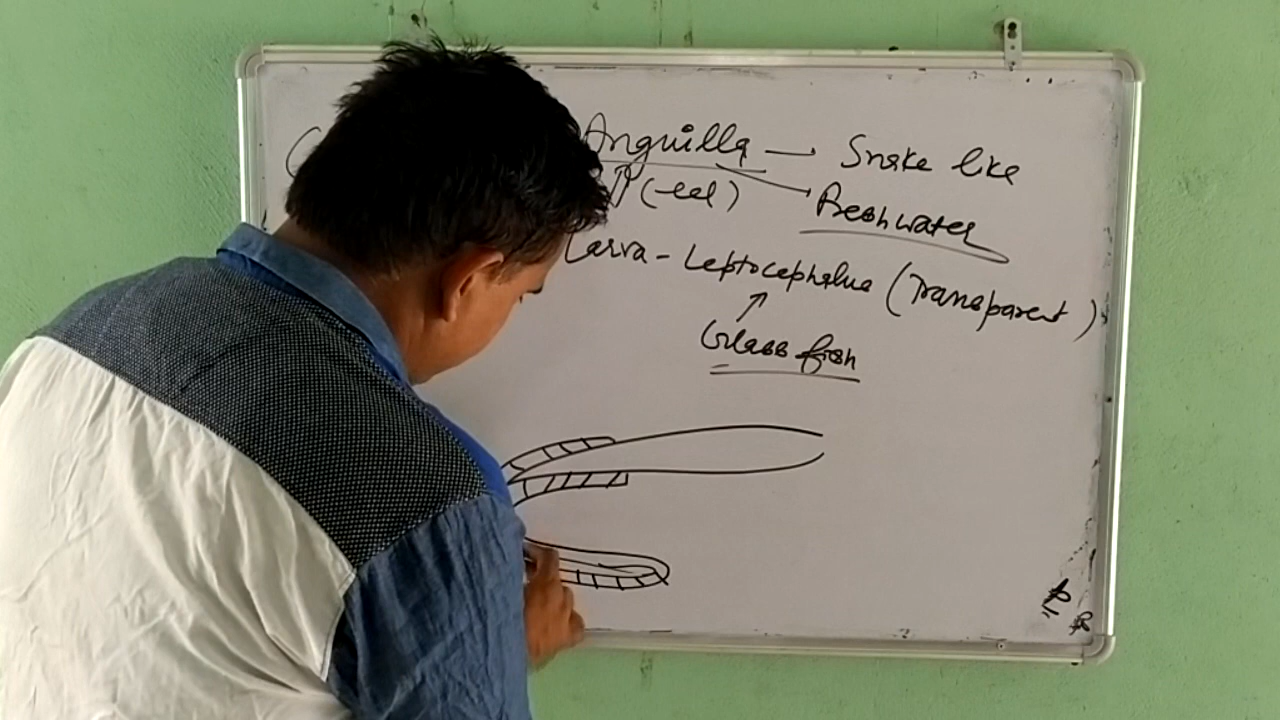 ( Anguilla — Snake like
(eel) Freshwater
Larva - Leptocephalus (Transparent)
Glass fish